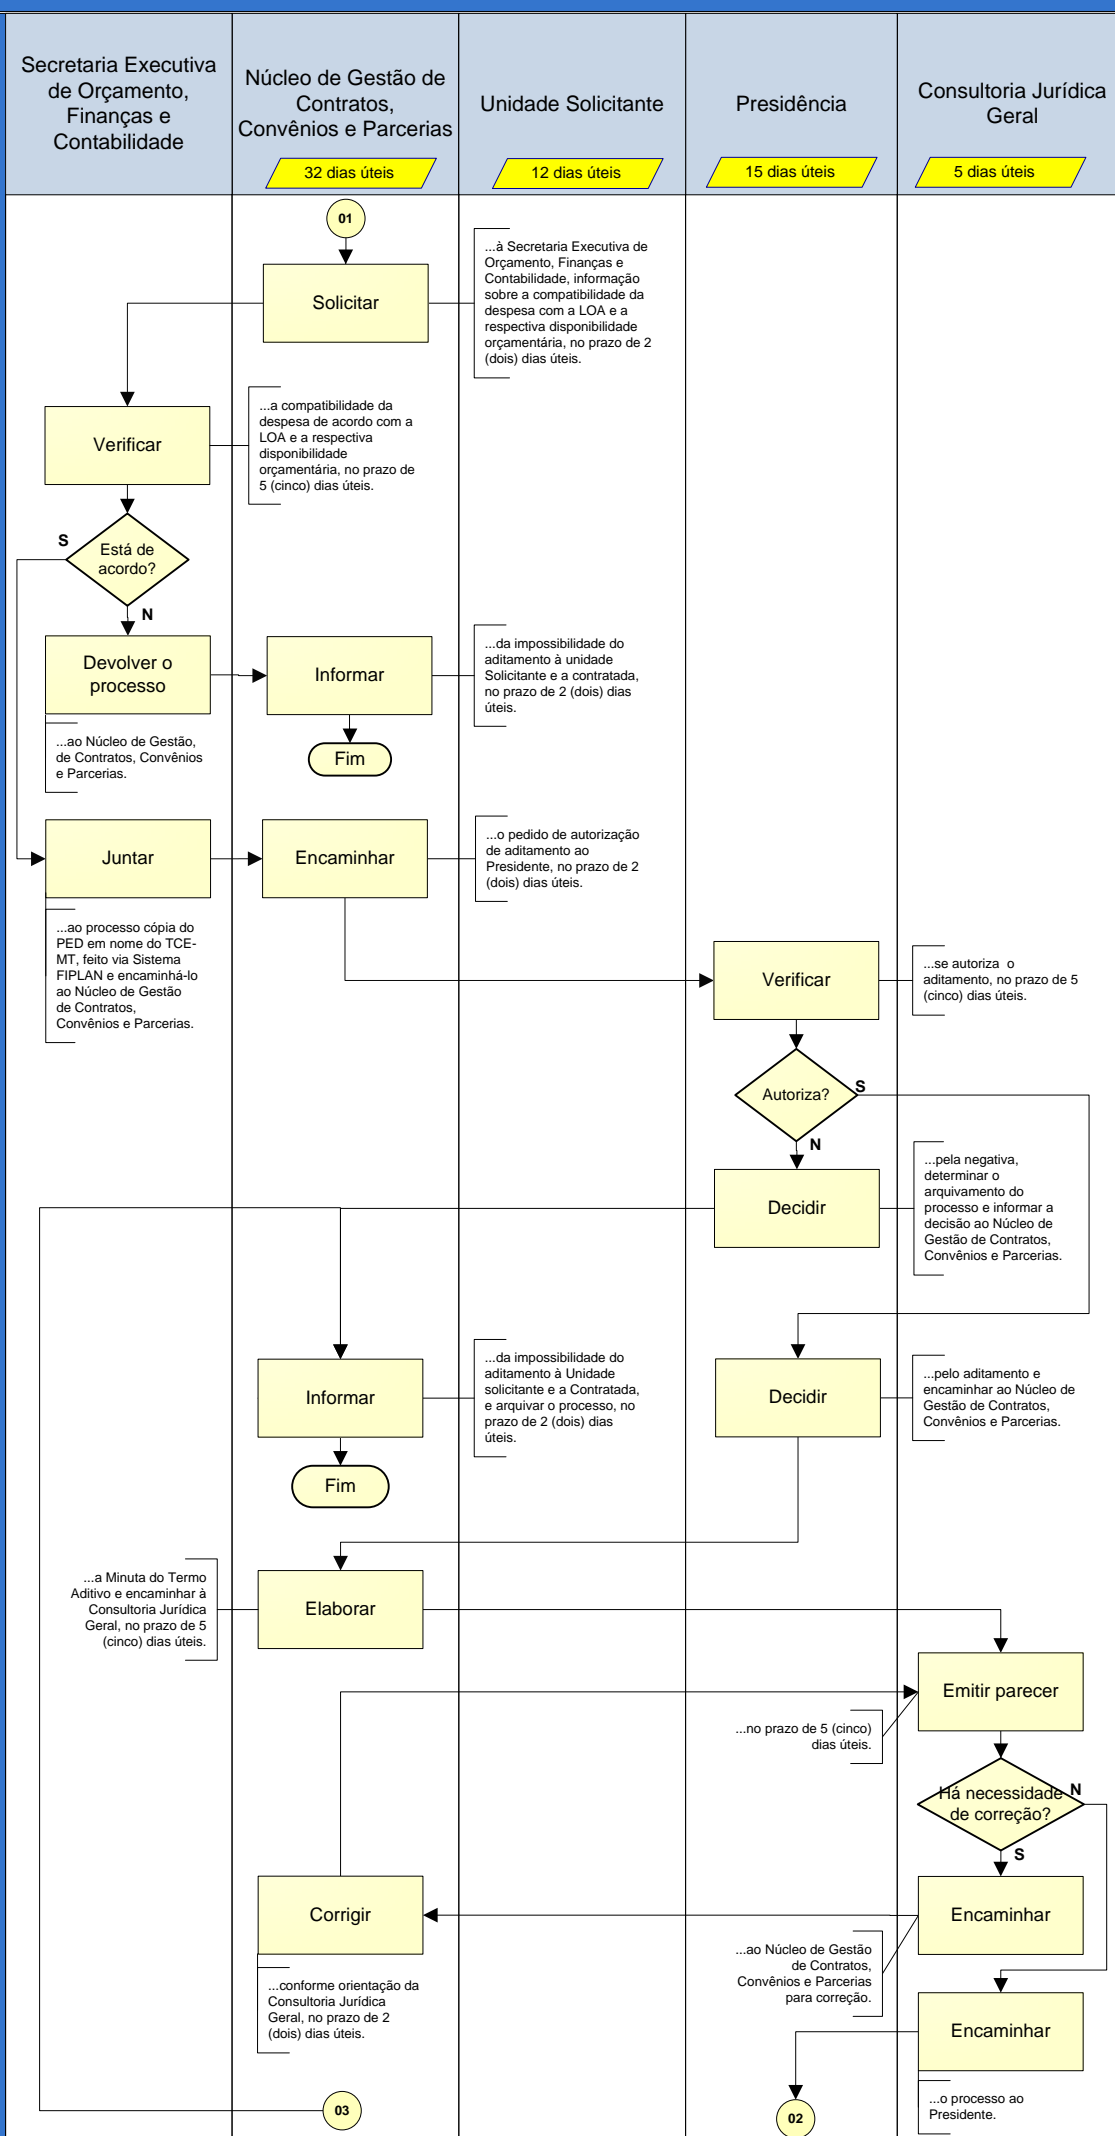 Secretaria Executiva
de Orçamento,
Finanças e
Contabilidade
Núcleo de Gestão de
Contratos,
Convênios e Parcerias
32 dias úteis
Unidade Solicitante
12 dias úteis
Presidência
15 dias úteis
Consultoria Jurídica
Geral
5 dias úteis
01
Solicitar
...à Secretaria Executiva de
Orçamento, Finanças e
Contabilidade, informação
sobre a compatibilidade da
despesa com a LOA e a
respectiva disponibilidade
orçamentária, no prazo de 2
(dois) dias úteis.
Verificar
...a compatibilidade da
despesa de acordo com a
LOA e a respectiva
disponibilidade
orçamentária, no prazo de
5 (cinco) dias úteis.
Está de
acordo?
S
N
Devolver o
processo
...ao Núcleo de Gestão,
de Contratos, Convênios
e Parcerias.
Informar
...da impossibilidade do
aditamento à unidade
Solicitante e a contratada,
no prazo de 2 (dois) dias
úteis.
Fim
Juntar
...ao processo cópia do
PED em nome do TCE-
MT, feito via Sistema
FIPLAN e encaminhá-lo
ao Núcleo de Gestão
de Contratos,
Convênios e Parcerias.
Encaminhar
...o pedido de autorização
de aditamento ao
Presidente, no prazo de 2
(dois) dias úteis.
Verificar
...se autoriza o
aditamento, no prazo de 5
(cinco) dias úteis.
Autoriza?
S
N
Decidir
...pela negativa,
determinar o
arquivamento do
processo e informar a
decisão ao Núcleo de
Gestão de Contratos,
Convênios e Parcerias.
Informar
...da impossibilidade do
aditamento à Unidade
solicitante e a Contratada,
e arquivar o processo, no
prazo de 2 (dois) dias
úteis.
Fim
Decidir
...pelo aditamento e
encaminhar ao Núcleo de
Gestão de Contratos,
Convênios e Parcerias.
...a Minuta do Termo
Aditivo e encaminhar à
Consultoria Jurídica
Geral, no prazo de 5
(cinco) dias úteis.
Elaborar
Emitir parecer
...no prazo de 5 (cinco)
dias úteis.
Há necessidade
de correção?
N
S
Corrigir
...conforme orientação da
Consultoria Jurídica
Geral, no prazo de 2
(dois) dias úteis.
Encaminhar
...ao Núcleo de Gestão
de Contratos,
Convênios e Parcerias
para correção.
Encaminhar
...o processo ao
Presidente.
03
02